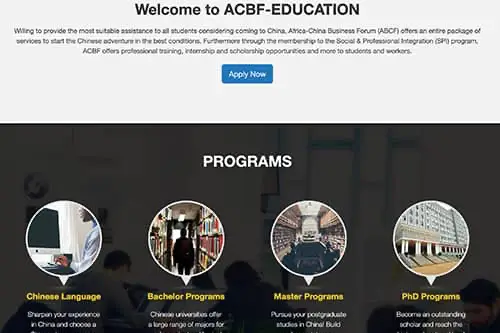 Welcome to ACBF-EDUCATION
Willing to provide the most suitable assistance to all students considering coming to China, Africa-China Business Forum (ABCF) offers an entire package of
services to start the Chinese adventure in the best conditions. Furthermore through the membership to the Social & Professional Integration (SPI) program,
ACBF offers professional training, internship and scholarship opportunities and more to students and workers.
Apply Now
PROGRAMS
Chinese Language
Bachelor Programs
Master Programs
PhD Programs
Sharpen your experience
Chinese universities offer
Pursue your postgraduate
Become an outstanding
in China and choose a
a large range of majors for
studies in China! Build
scholar and reach the